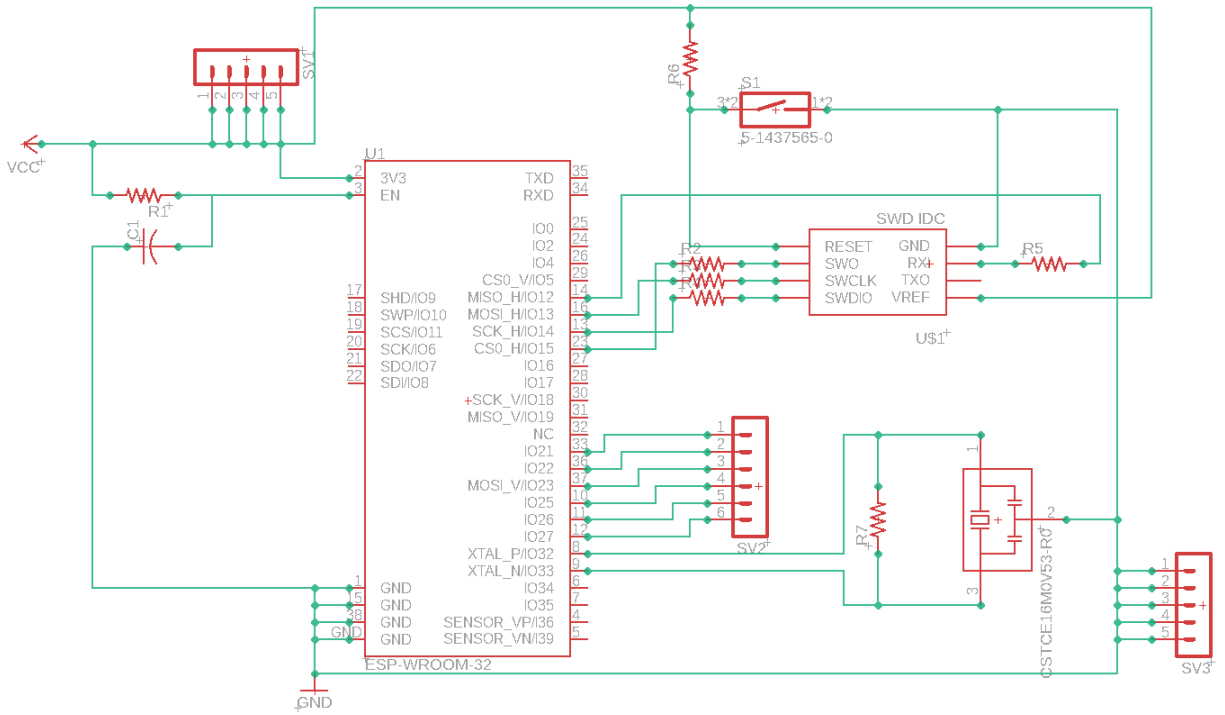 SV1
1 2 3 4 5
VCC
R6
S1
3*2 1*2
5-1437565-0
R1
C1
U1
2 3V3 TXD 35
3 EN RXD 34
IO0 25
IO2 24
IO4 26
CS0_V/IO5 29
17 SHD/IO9 MISO_H/IO12 14
18 SWP/IO10 MOSI_H/IO13 16
19 SCS/IO11 SCK_H/IO14 13
20 SCK/IO6 CS0_H/IO15 23
21 SDO/IO7 IO16 27
22 SDI/IO8 IO17 28
SCK_V/IO18 30
MISO_V/IO19 31
NC 32
IO21 33
IO22 36
MOSI_V/IO23 37
IO25 10
IO26 11
IO27 12
XTAL_P/IO32 8
XTAL_N/IO33 9
1 GND IO34 6
15 GND IO35 7
38 GND SENSOR_VP/I36 4
GND GND SENSOR_VN/I39 5
ESP-WROOM-32
GND
SWD IDC
R2
RESET GND
SWO RX
SWCLK TXO
SWDIO VREF
U$1
R5
1
2
3
4
5
6
SV2
R7
1
2
3
CSTCE16M0V53-R0
1
2
3
4
5
SV3